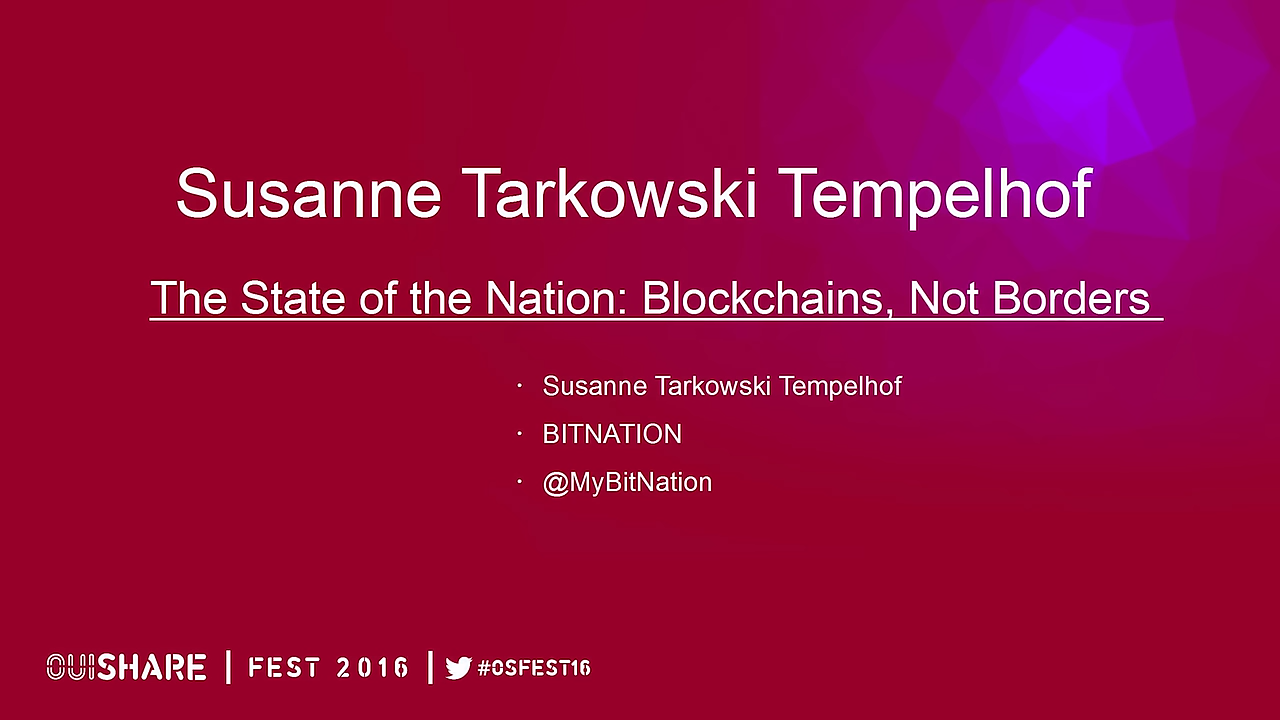 Susanne Tarkowski Tempelhof
The State of the Nation: Blockchains, Not Borders
· Susanne Tarkowski Tempelhof
· BITNATION
· @MyBitNation
OUISHARE | FEST 2016 | #OSFEST16